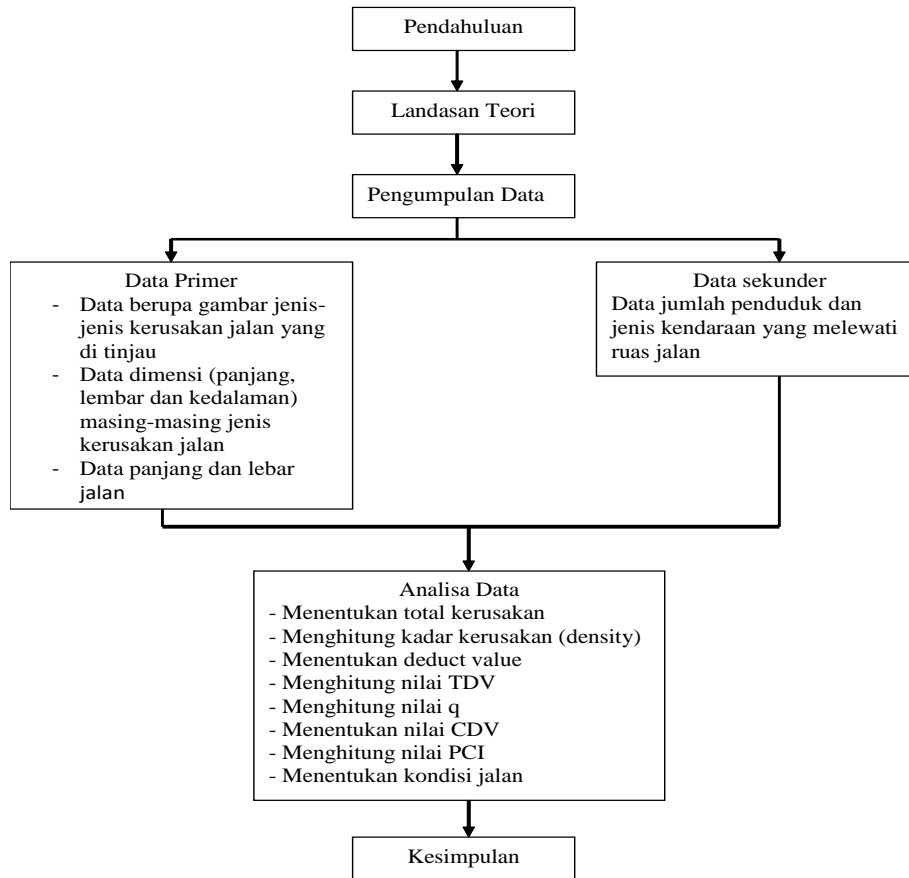 Pendahuluan
Landasan Teori
Pengumpulan Data
Data Primer
- Data berupa gambar jenis-
jenis kerusakan jalan yang
di tinjau
- Data dimensi (panjang,
lembar dan kedalaman)
masing-masing jenis
kerusakan jalan
- Data panjang dan lebar
jalan
Data sekunder
Data jumlah penduduk dan
jenis kendaraan yang melewati
ruas jalan
Analisa Data
- Menentukan total kerusakan
- Menghitung kadar kerusakan (density)
- Menentukan deduct value
- Menghitung nilai TDV
- Menghitung nilai q
- Menentukan nilai CDV
- Menghitung nilai PCI
- Menentukan kondisi jalan
Kesimpulan